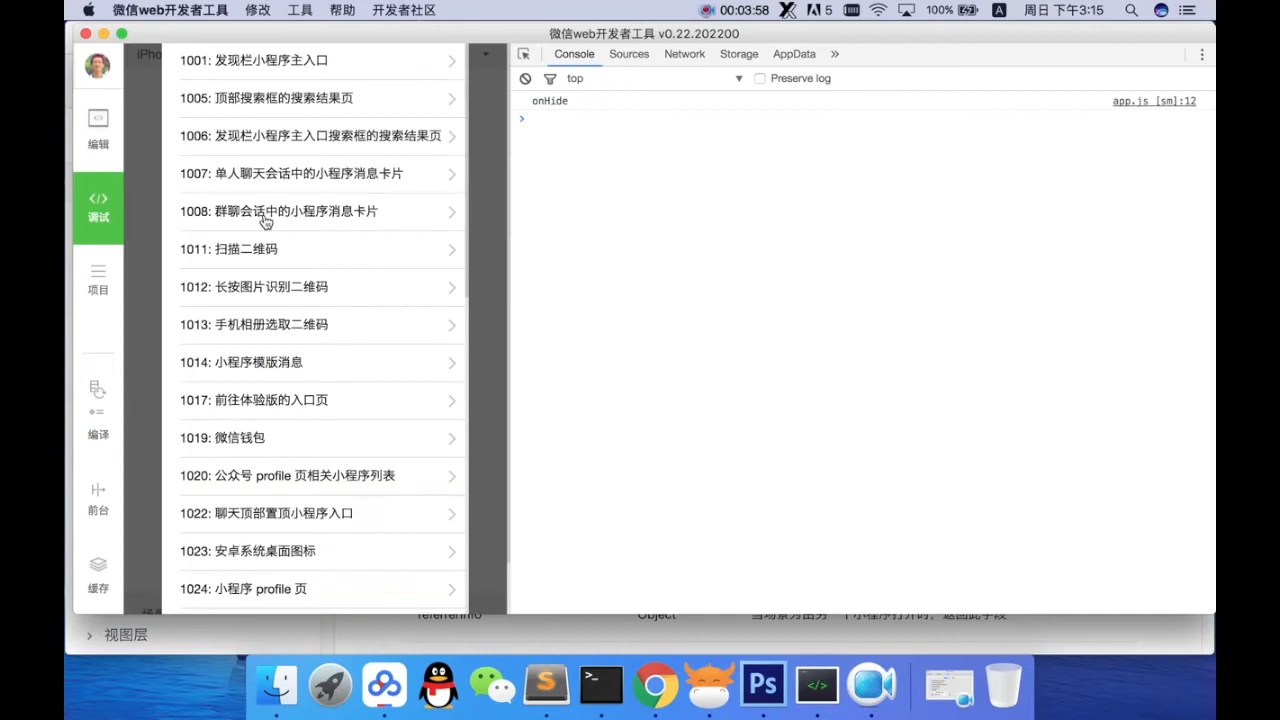 微信web开发者工具 修改 工具 帮助 开发者社区 00:03:58 5 100% A 周日 下午3:15
微信web开发者工具 v0.22.202200
iPho
Console Sources Network Storage AppData »
top Preserve log
onHide app.js [sm]:12
编辑
调试
项目
编译
前台
缓存
1001: 发现栏小程序主入口
1005: 顶部搜索框的搜索结果页
1006: 发现栏小程序主入口搜索框的搜索结果页
1007: 单人聊天会话中的小程序消息卡片
1008: 群聊会话中的小程序消息卡片
1011: 扫描二维码
1012: 长按图片识别二维码
1013: 手机相册选取二维码
1014: 小程序模版消息
1017: 前往体验版的入口页
1019: 微信钱包
1020: 公众号 profile 页相关小程序列表
1022: 聊天顶部置顶小程序入口
1023: 安卓系统桌面图标
1024: 小程序 profile 页
referrerInfo Object
视图层
Ps